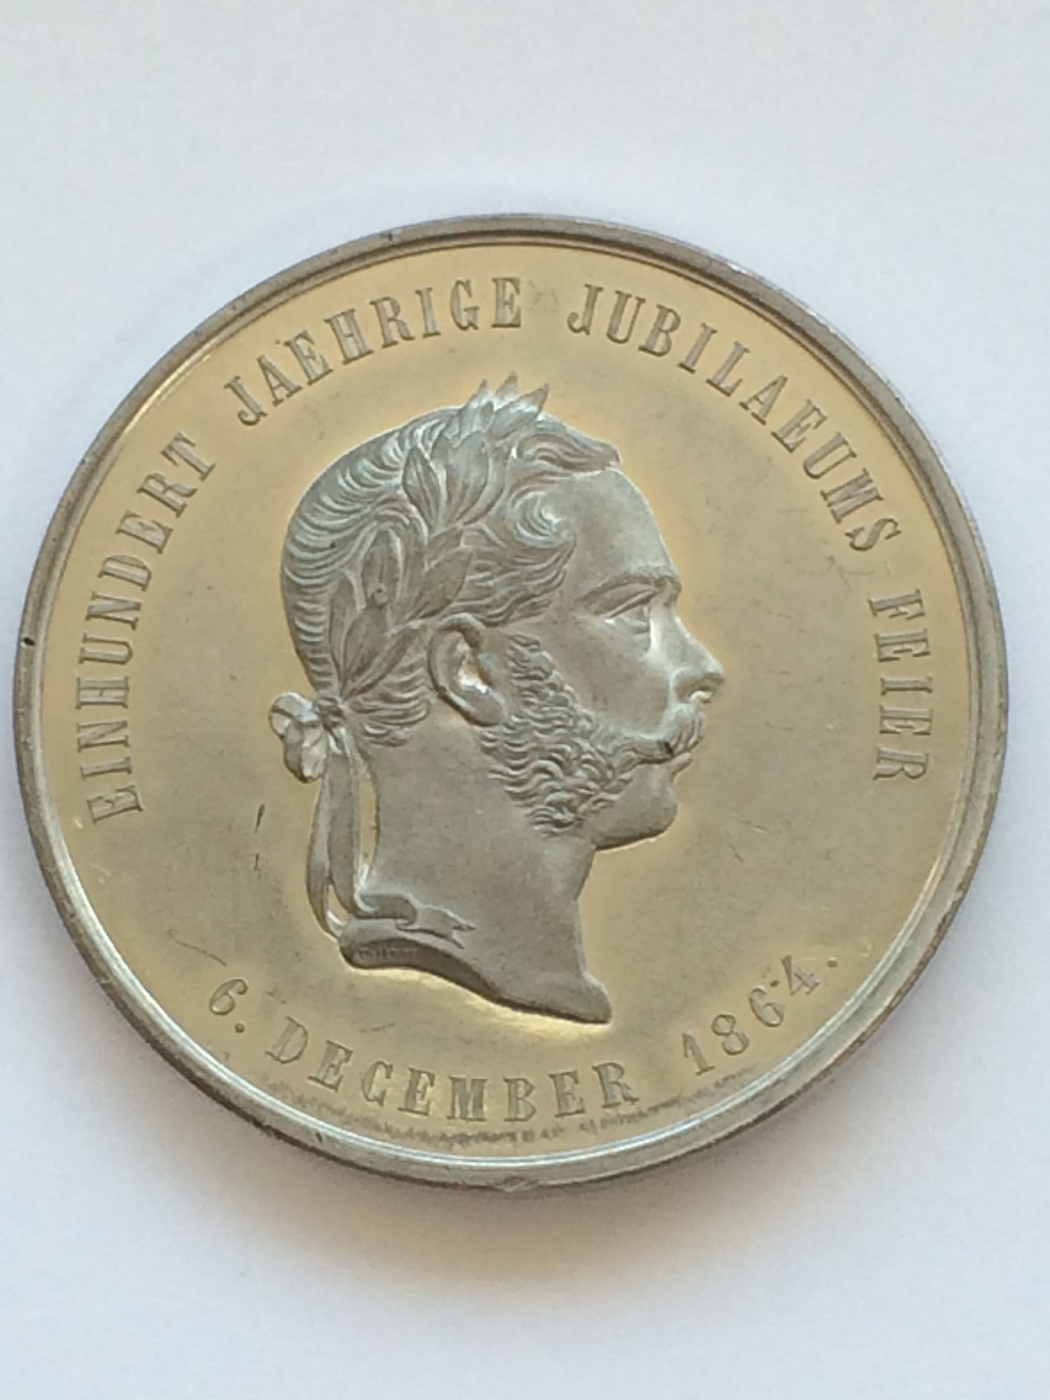 EINHUNDERT JAEHRIGE JUBILAEUMS FEIER
6. DECEMBER 1864.